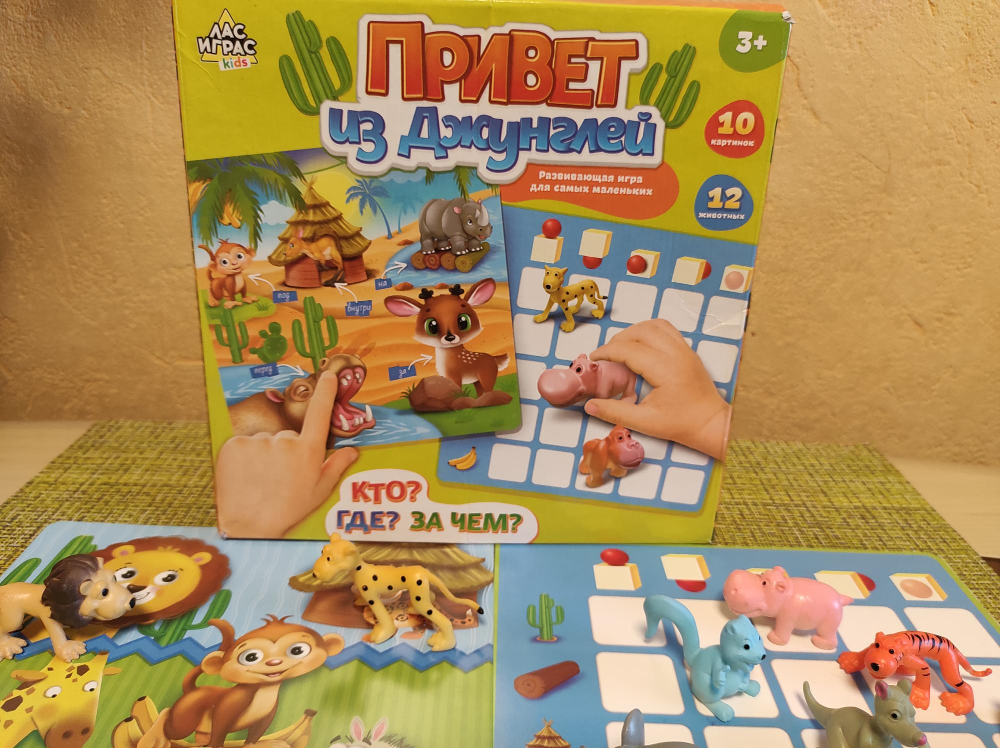 ЛАС
ИГРАС
kids
ПРИВЕТ
из Джунглей
3+
10
картинок
12
животных
Развивающая игра
для самых маленьких
под
внутри
на
перед
за
КТО?
ГДЕ? ЗА ЧЕМ?